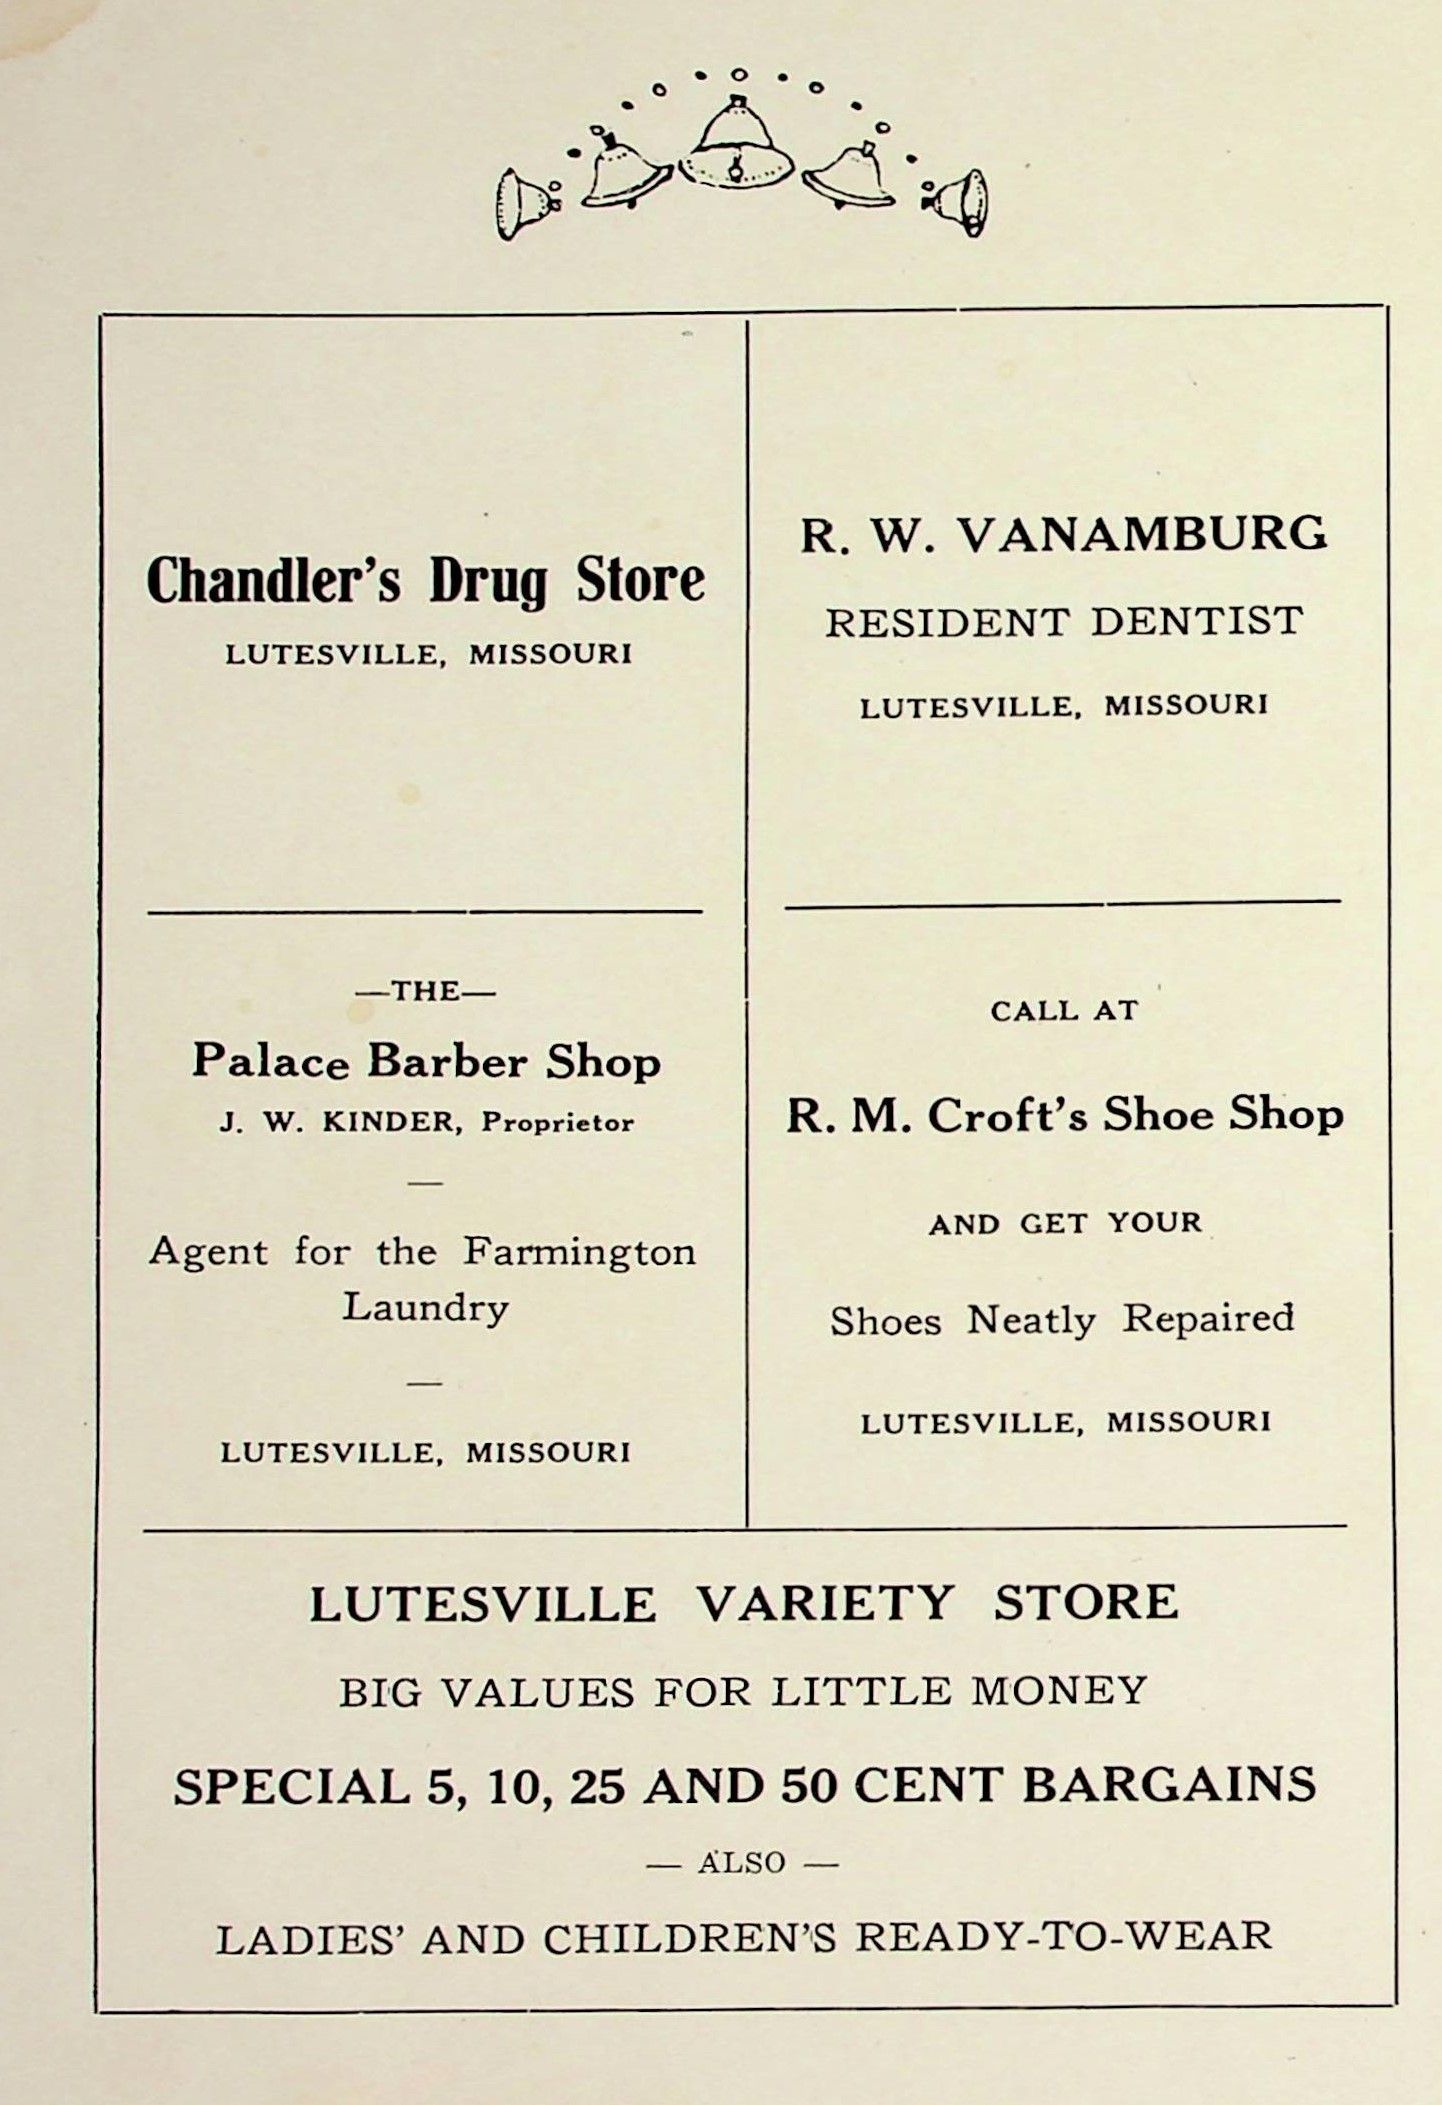 Chandler's Drug Store
LUTESVILLE, MISSOURI
R. W. VANAMBURG
RESIDENT DENTIST
LUTESVILLE, MISSOURI
—THE—
Palace Barber Shop
J. W. KINDER, Proprietor
—
Agent for the Farmington
Laundry
—
LUTESVILLE, MISSOURI
CALL AT
R. M. Croft's Shoe Shop
AND GET YOUR
Shoes Neatly Repaired
LUTESVILLE, MISSOURI
LUTESVILLE VARIETY STORE
BIG VALUES FOR LITTLE MONEY
SPECIAL 5, 10, 25 AND 50 CENT BARGAINS
— ALSO —
LADIES' AND CHILDREN'S READY-TO-WEAR